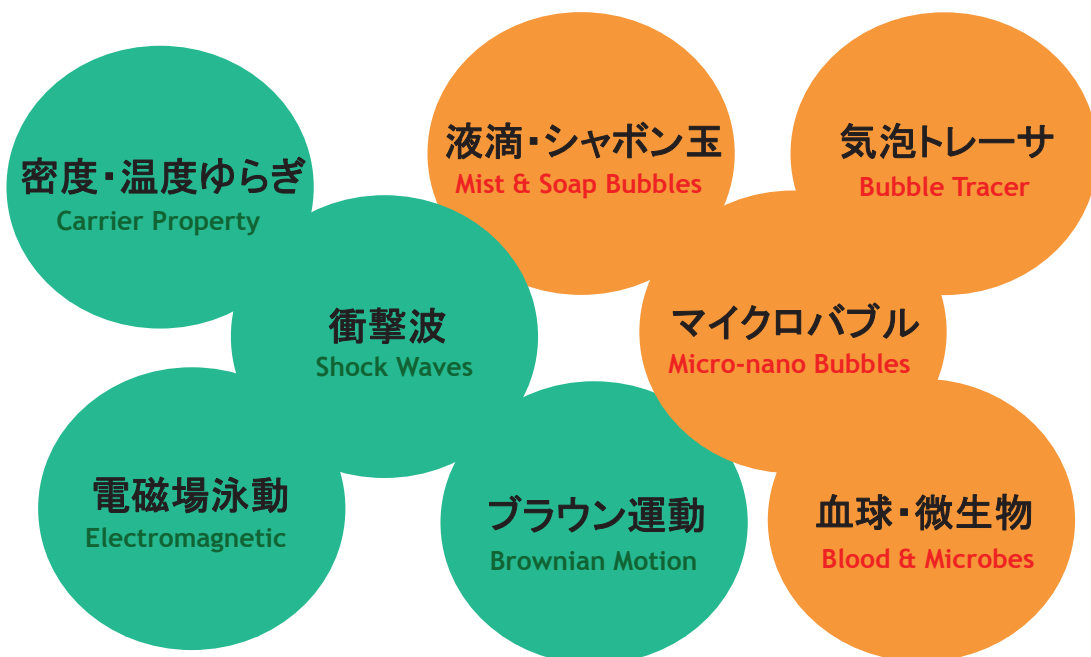 密度・温度ゆらぎ
Carrier Property
液滴・シャボン玉
Mist & Soap Bubbles
気泡トレーサ
Bubble Tracer
衝撃波
Shock Waves
マイクロバブル
Micro-nano Bubbles
電磁場泳動
Electromagnetic
ブラウン運動
Brownian Motion
血球・微生物
Blood & Microbes